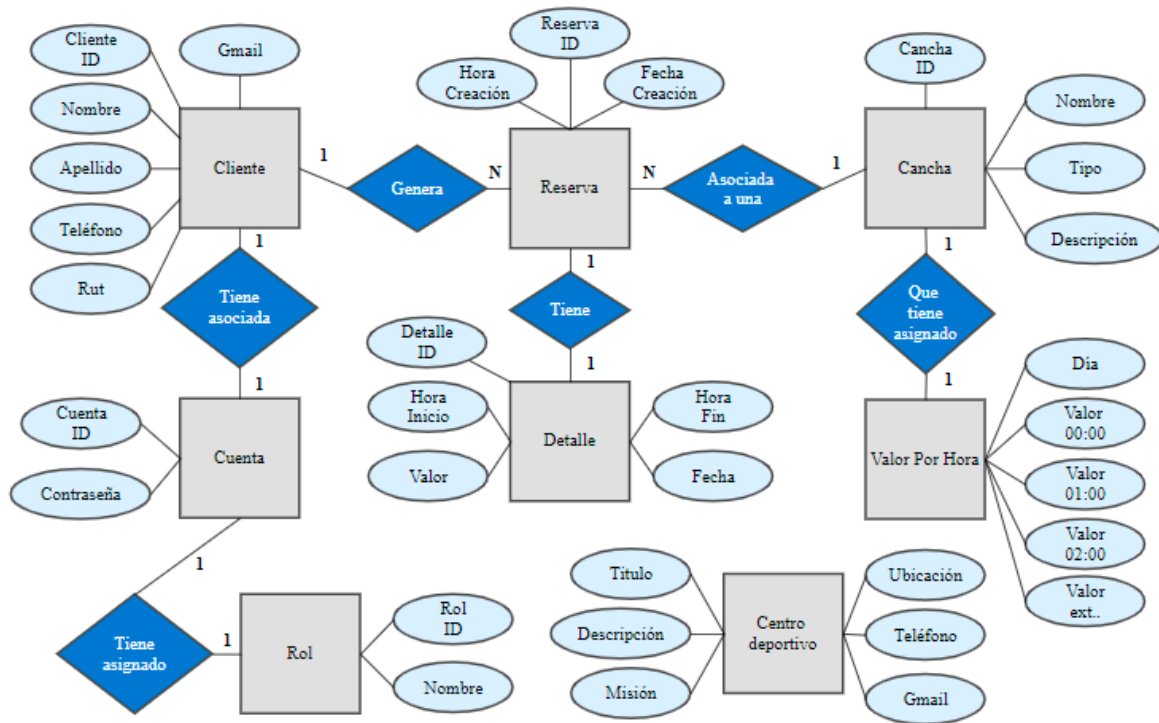 Cliente
ID
Gmail
Nombre
Apellido
Teléfono
Rut
Cliente
1
Genera
N
Reserva
ID
Hora
Creación
Fecha
Creación
Reserva
N
Asociada
a una
1
Cancha
ID
Nombre
Tipo
Descripción
Cancha
1
Tiene
asociada
1
1
Tiene
1
1
Que
tiene
asignado
1
Cuenta
ID
Contraseña
Cuenta
Detalle
ID
Hora
Inicio
Valor
Detalle
Hora
Fin
Fecha
Valor Por Hora
Dia
Valor
00:00
Valor
01:00
Valor
02:00
Valor
ext..
1
Tiene
asignado
1
Rol
Rol
ID
Nombre
Titulo
Descripción
Misión
Centro
deportivo
Ubicación
Teléfono
Gmail